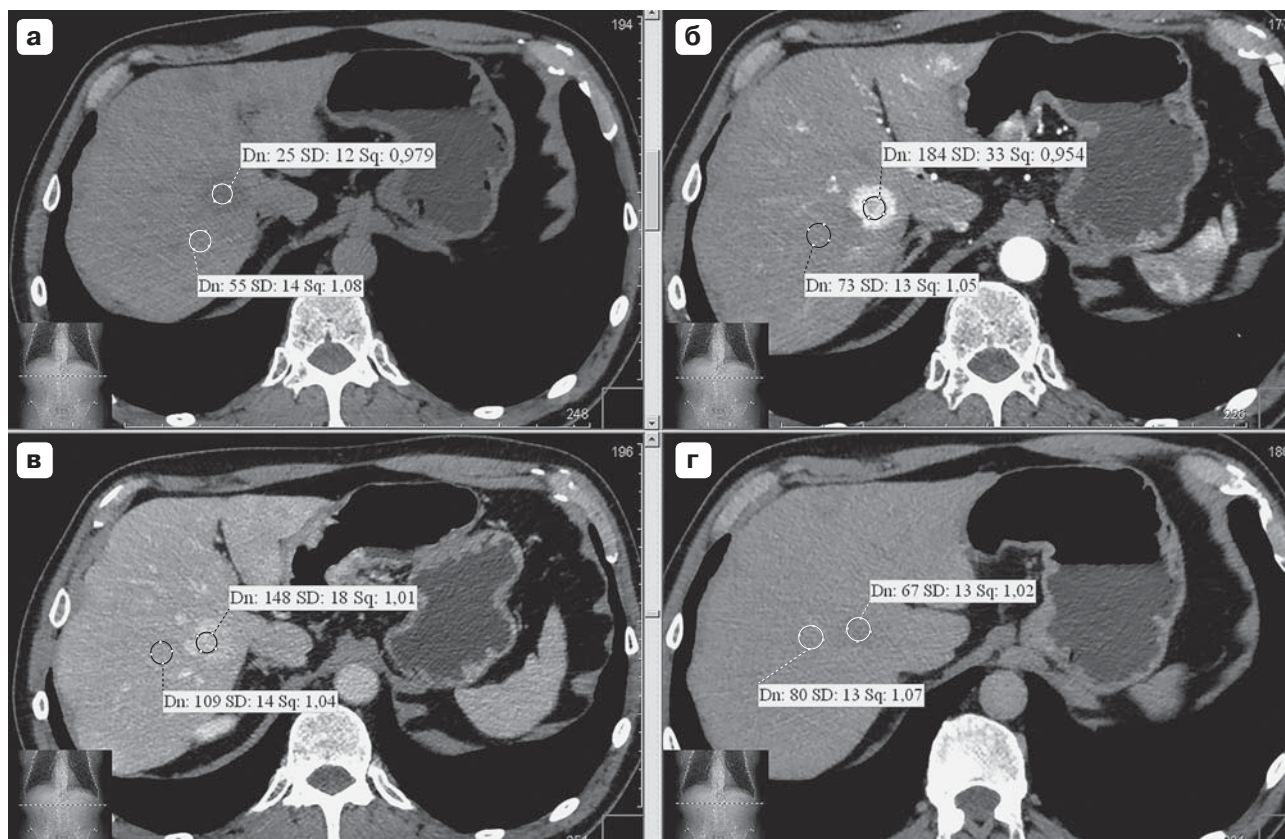 а
194
Dn: 25 SD: 12 Sq: 0,979
Dn: 55 SD: 14 Sq: 1,08
248
б
Dn: 184 SD: 33 Sq: 0,954
Dn: 73 SD: 13 Sq: 1,05
в
196
Dn: 148 SD: 18 Sq: 1,01
Dn: 109 SD: 14 Sq: 1,04
г
180
Dn: 67 SD: 13 Sq: 1,02
Dn: 80 SD: 13 Sq: 1,07